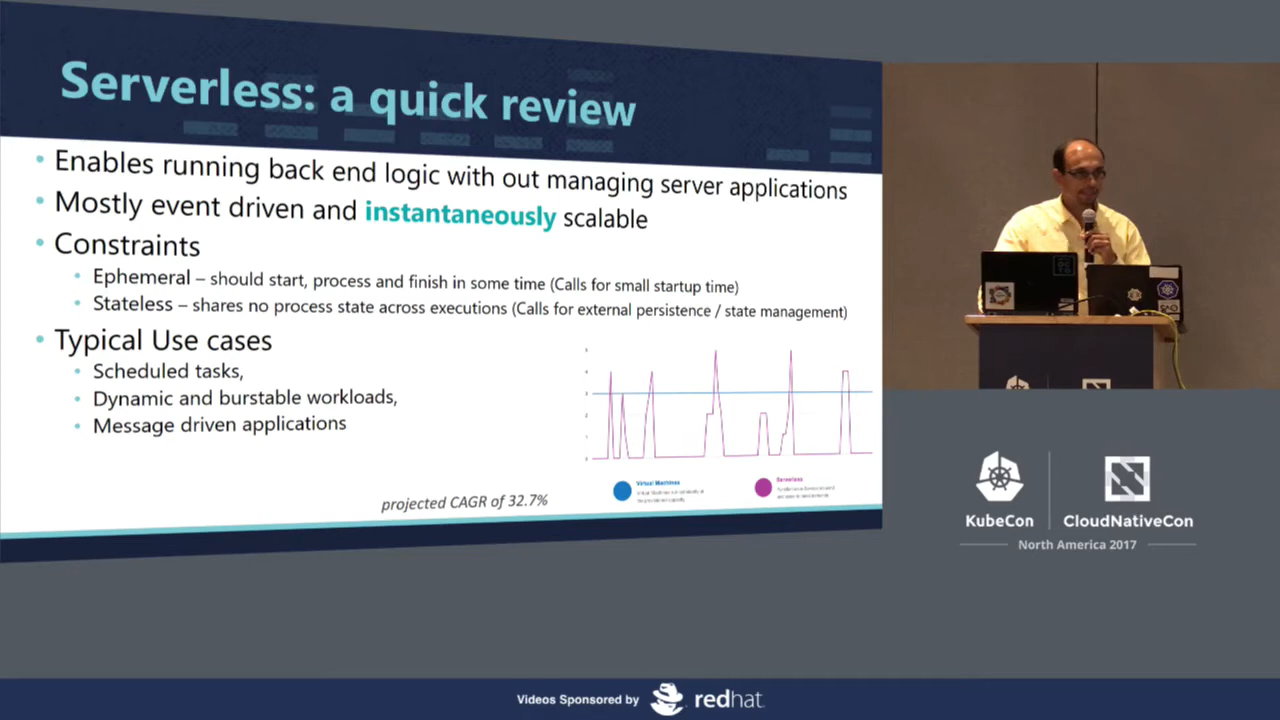 Serverless: a quick review
• Enables running back end logic with out managing server applications
• Mostly event driven and instantaneously scalable
• Constraints
• Ephemeral – should start, process and finish in some time (Calls for small startup time)
• Stateless – shares no process state across executions (Calls for external persistence / state management)
• Typical Use cases
• Scheduled tasks,
• Dynamic and burstable workloads,
• Message driven applications
projected CAGR of 32.7%
Virtual Machines
Serverless
KubeCon
CloudNativeCon
North America 2017
Videos Sponsored by
redhat